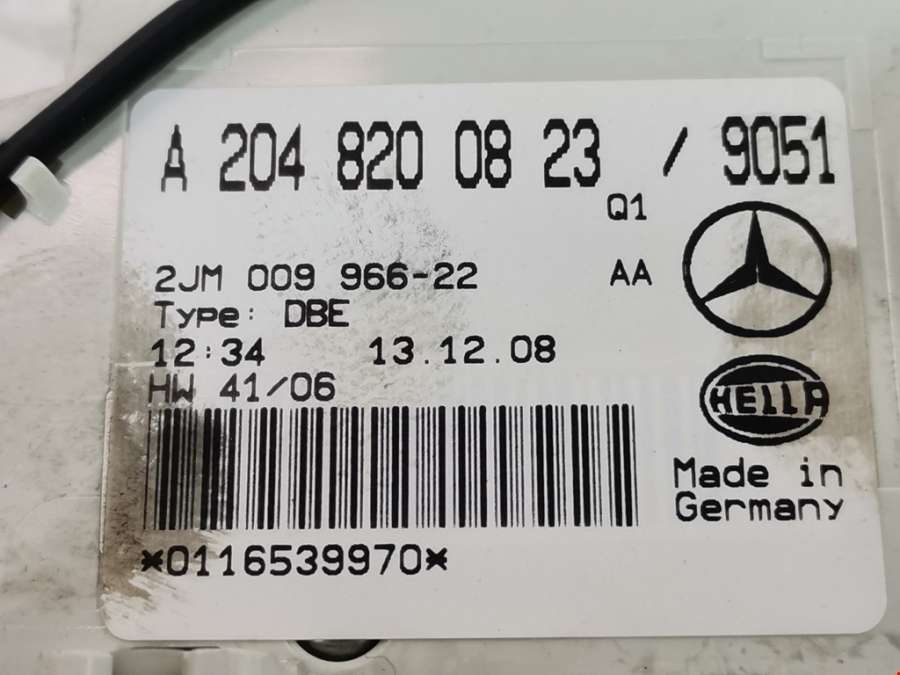 A 204 820 08 23 / 9051
Q1
2JM 009 966-22 AA
Type: DBE
12:34 13.12.08
HW 41/06
HELLA
Made in
Germany
*0116539970*